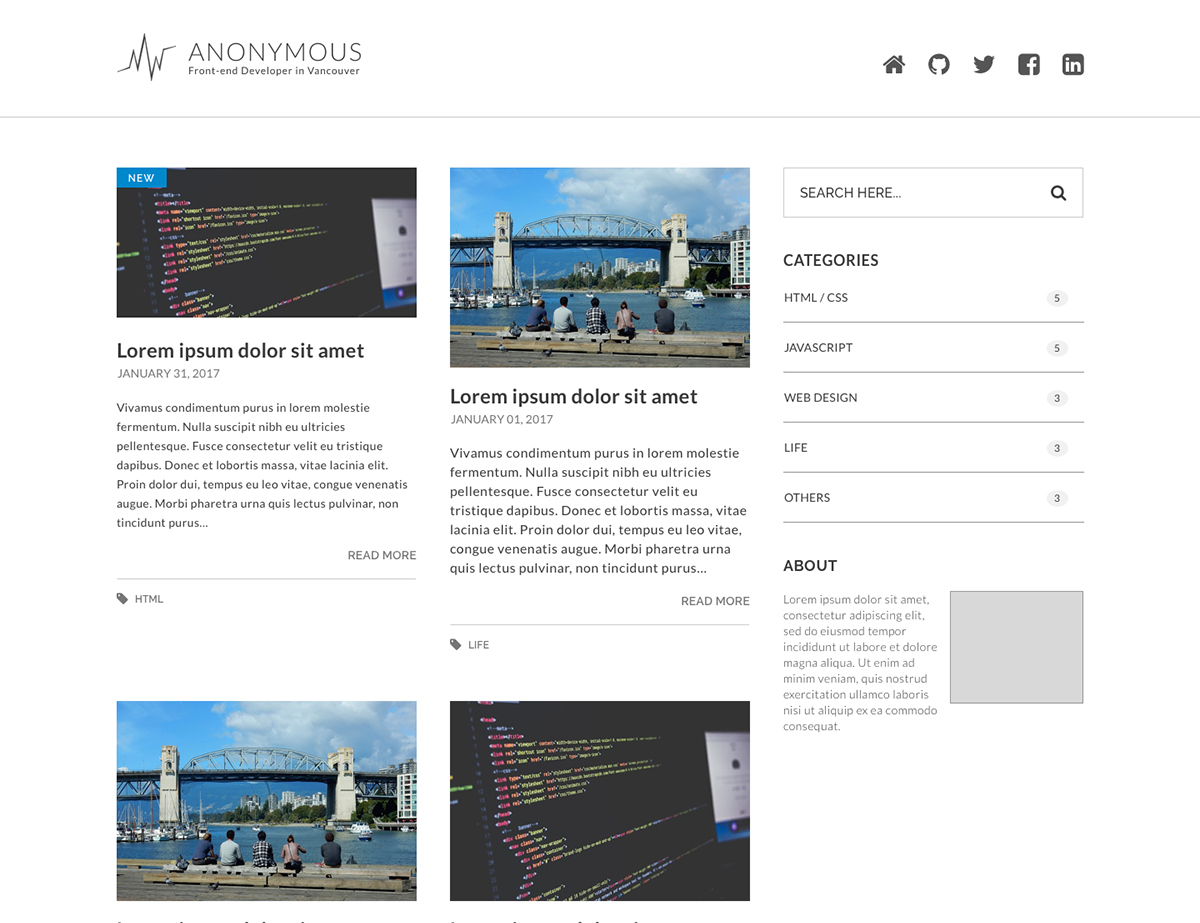 ANONYMOUS
Front-end Developer in Vancouver
NEW
Lorem ipsum dolor sit amet
JANUARY 31, 2017
Vivamus condimentum purus in lorem molestie
fermentum. Nulla suscipit nibh eu ultricies
pellentesque. Fusce consectetur velit eu tristique
dapibus. Donec et lobortis massa, vitae lacinia elit.
Proin dolor dui, tempus eu leo vitae, congue venenatis
augue. Morbi pharetra urna quis lectus pulvinar, non
tincidunt purus...
READ MORE
HTML
Lorem ipsum dolor sit amet
JANUARY 01, 2017
Vivamus condimentum purus in lorem molestie
fermentum. Nulla suscipit nibh eu ultricies
pellentesque. Fusce consectetur velit eu
tristique dapibus. Donec et lobortis massa, vitae
lacinia elit. Proin dolor dui, tempus eu leo vitae,
congue venenatis augue. Morbi pharetra urna
quis lectus pulvinar, non tincidunt purus...
READ MORE
LIFE
SEARCH HERE...
CATEGORIES
HTML / CSS 5
JAVASCRIPT 5
WEB DESIGN 3
LIFE 3
OTHERS 3
ABOUT
Lorem ipsum dolor sit amet,
consectetur adipiscing elit,
sed do eiusmod tempor
incididunt ut labore et dolore
magna aliqua. Ut enim ad
minim veniam, quis nostrud
exercitation ullamco laboris
nisi ut aliquip ex ea commodo
consequat.